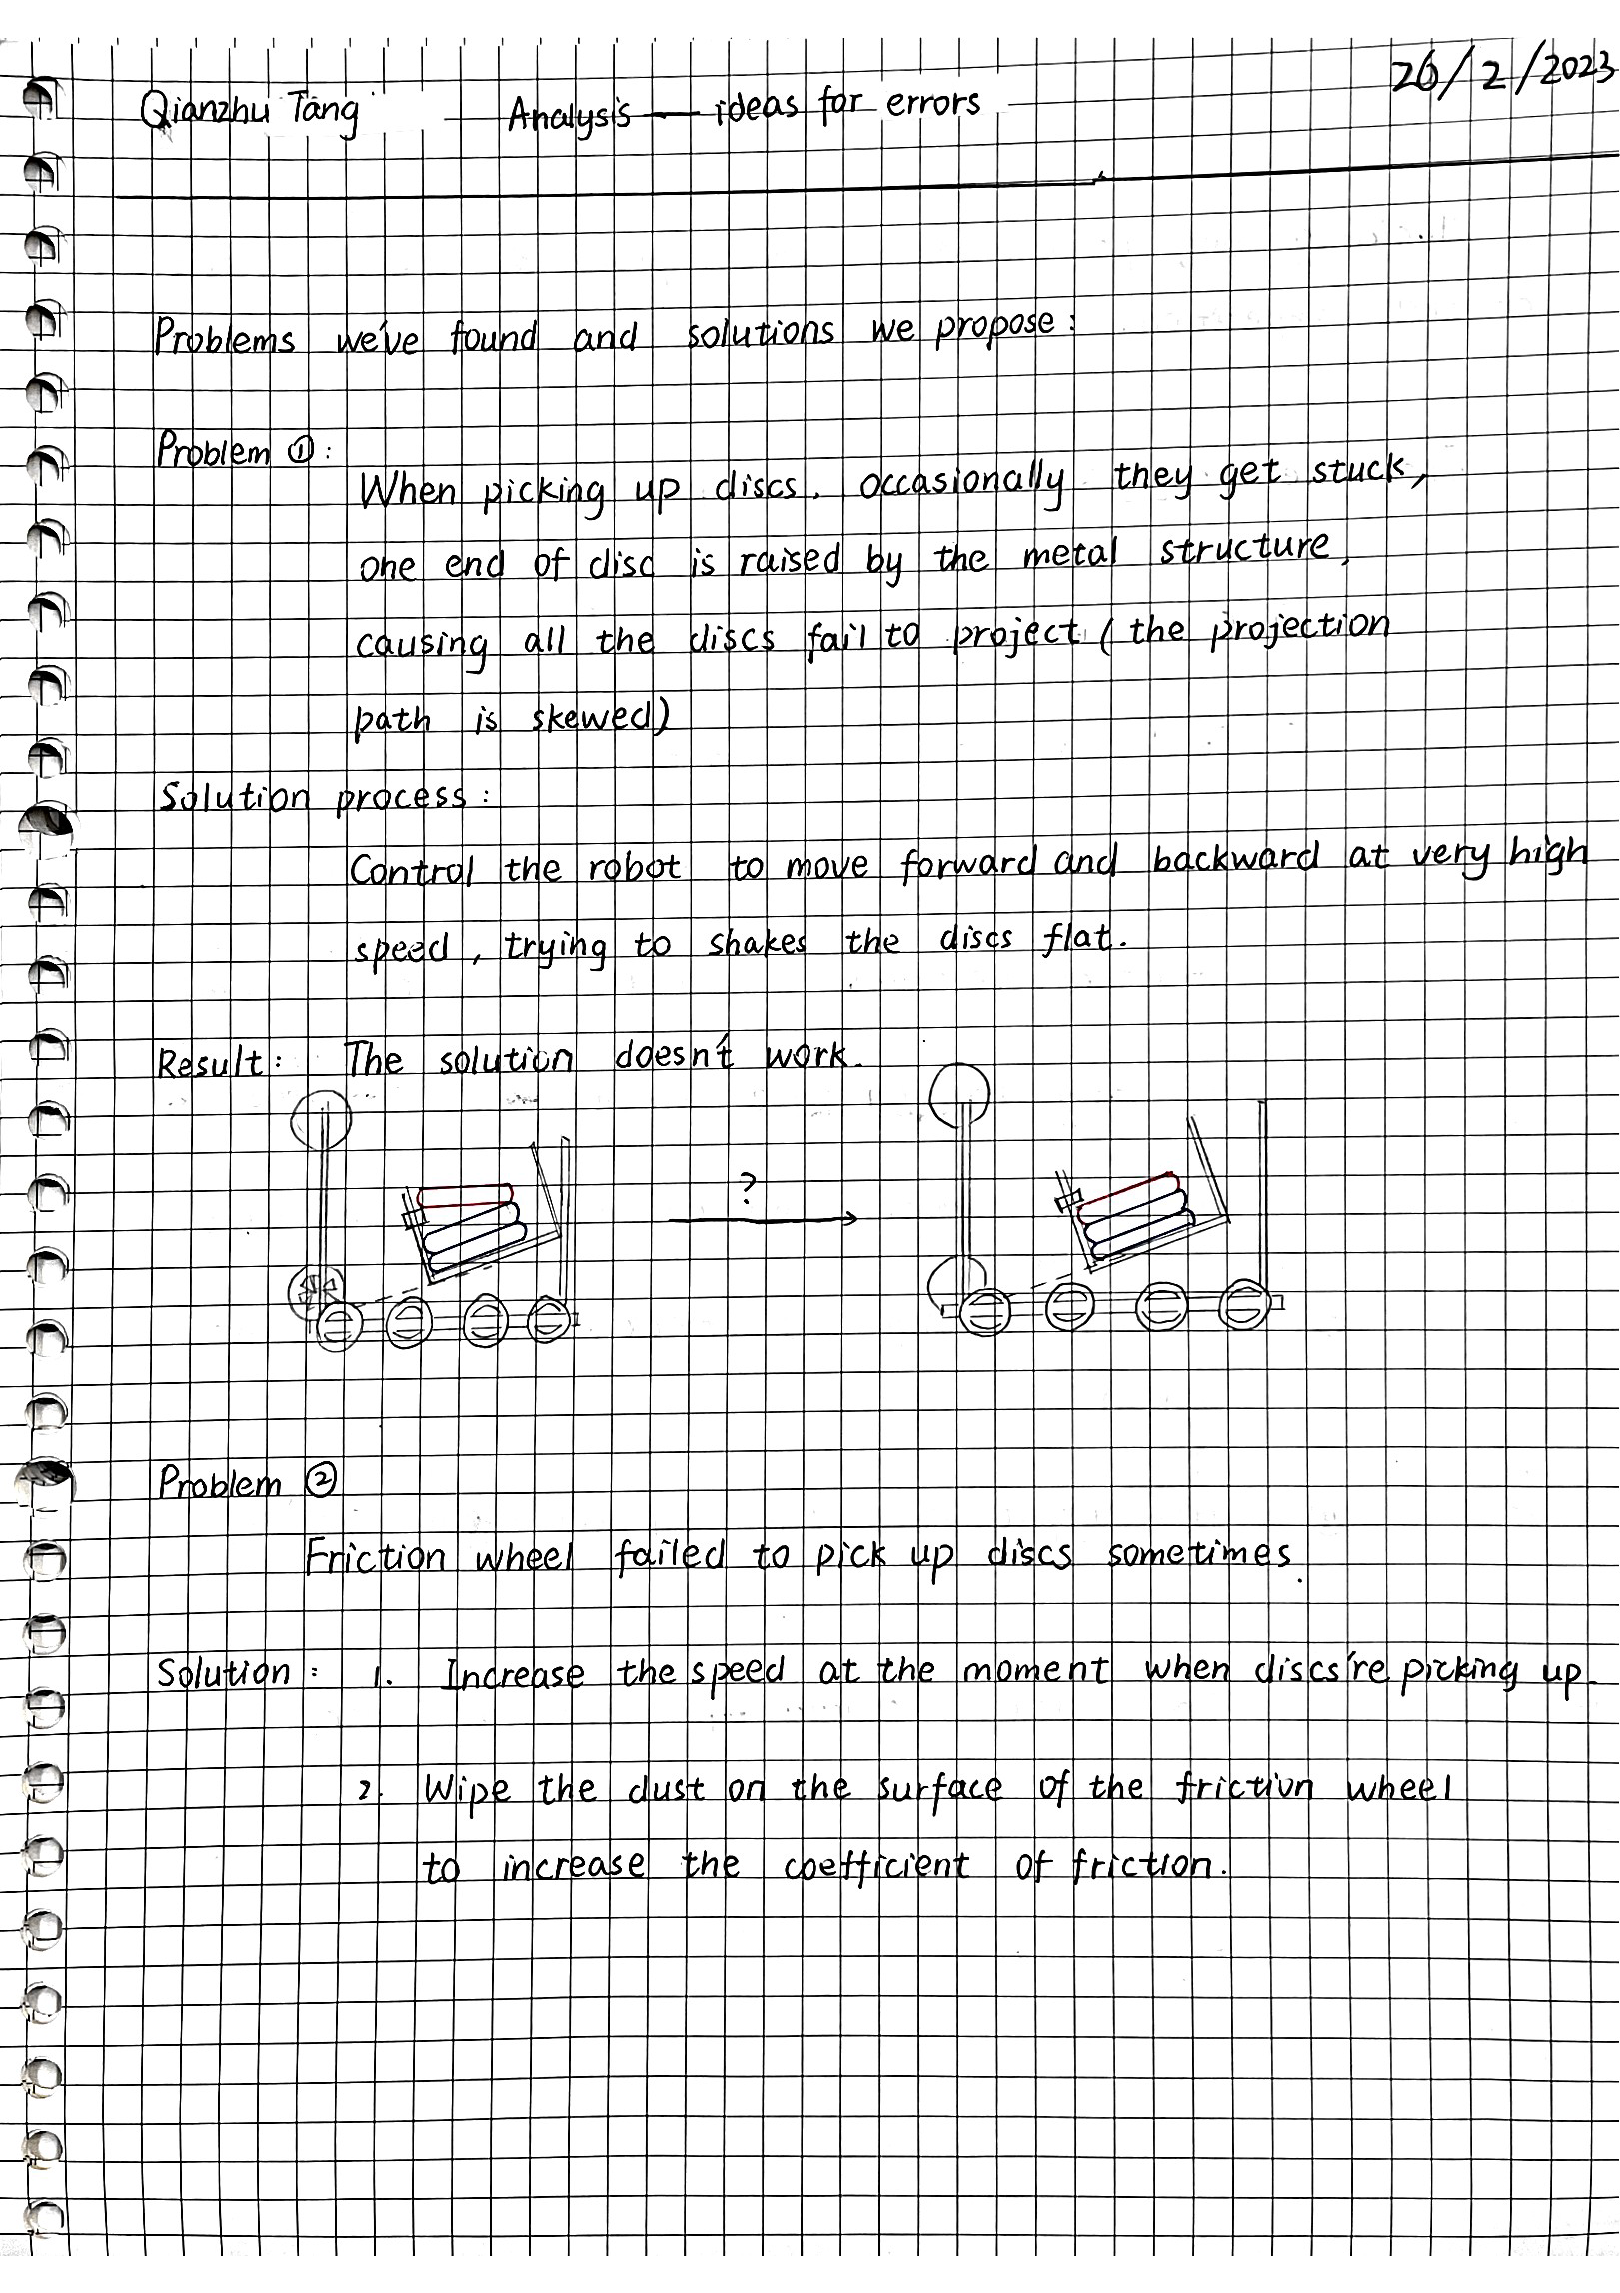 26/2/2023
Qianzhu Tang Analysis — ideas for errors
Problems we've found and solutions we propose:
Problem ①:
When picking up discs. occasionally they get stuck,
one end of disc is raised by the metal structure,
causing all the discs fail to project (the projection
path is skewed)
Solution process:
Control the robot to move forward and backward at very high
speed, trying to shakes the discs flat.
Result: The solution doesn't work.
?
Problem ②
Friction wheel failed to pick up discs sometimes.
Solution: 1. Increase the speed at the moment when discs're picking up.
2. Wipe the dust on the surface of the friction wheel
to increase the coefficient of friction.